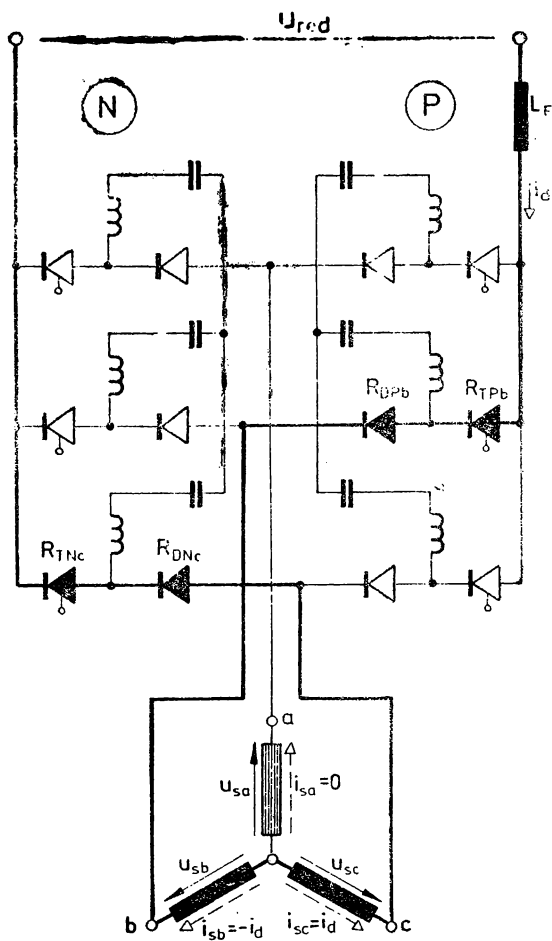 u_red
N
P
L_F
i_d
R_DPb
R_TPb
R_TNc
R_DNc
a
u_sa
i_sa=0
u_sb
u_sc
b
i_sb=-i_d
i_sc=i_d
c